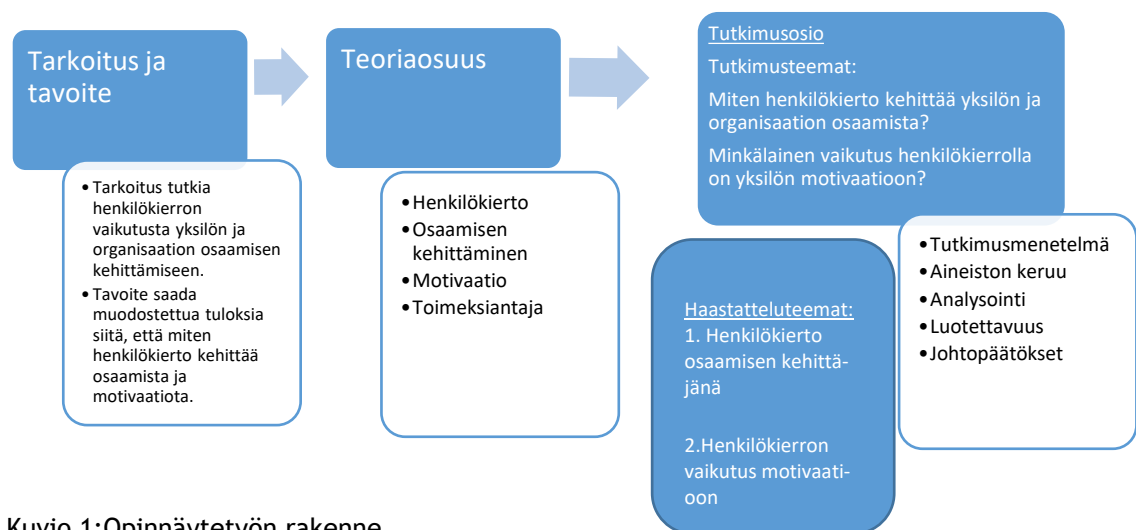 Tarkoitus ja
tavoite
• Tarkoitus tutkia
henkilökierron
vaikutusta yksilön ja
organisaation osaamisen
kehittämiseen.
• Tavoite saada
muodostettua tuloksia
siitä, että miten
henkilökierto kehittää
osaamista ja
motivaatiota.
Teoriaosuus
• Henkilökierto
• Osaamisen
kehittäminen
• Motivaatio
• Toimeksiantaja
Tutkimusosio
Tutkimusteemat:
Miten henkilökierto kehittää yksilön ja
organisaation osaamista?
Minkälainen vaikutus henkilökierrolla
on yksilön motivaatioon?
Haastatteluteemat:
1. Henkilökierto
osaamisen kehittä-
jänä
2.Henkilökierron
vaikutus motivaati-
oon
• Tutkimusmenetelmä
• Aineiston keruu
• Analysointi
• Luotettavuus
• Johtopäätökset
Kuvio 1:Opinnäytetyön rakenne